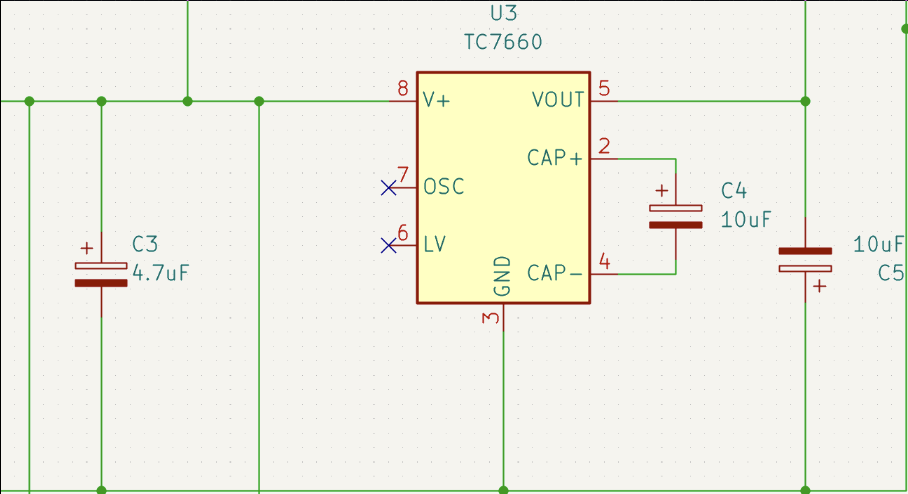 U3
TC7660
8 V+ VOUT 5
CAP+ 2
7 OSC
6 LV
CAP- 4
GND
3
+ C3
4.7uF
+ C4
10uF
10uF
C5
+